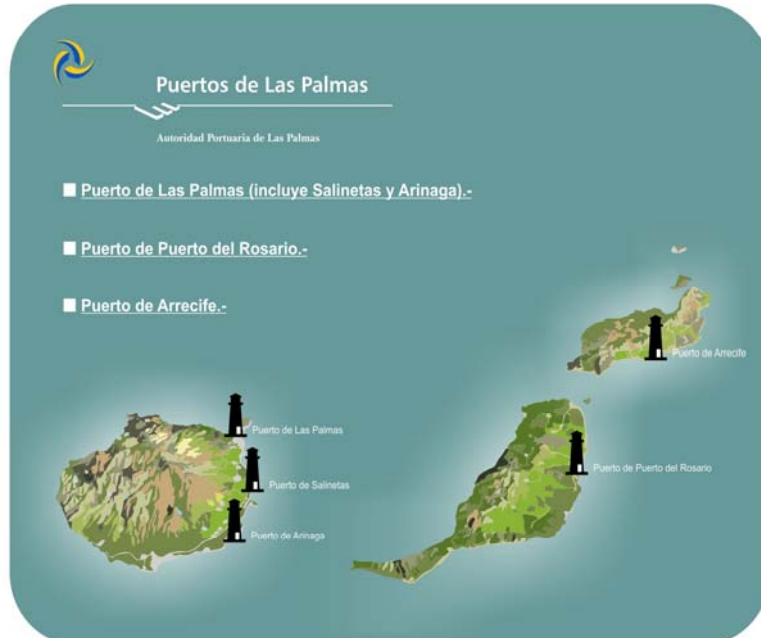 Puertos de Las Palmas
Autoridad Portuaria de Las Palmas
Puerto de Las Palmas (incluye Salinetas y Arinaga).-
Puerto de Puerto del Rosario.-
Puerto de Arrecife.-
Puerto de Arrecife
Puerto de Las Palmas
Puerto de Puerto del Rosario
Puerto de Salinetas
Puerto de Arinaga